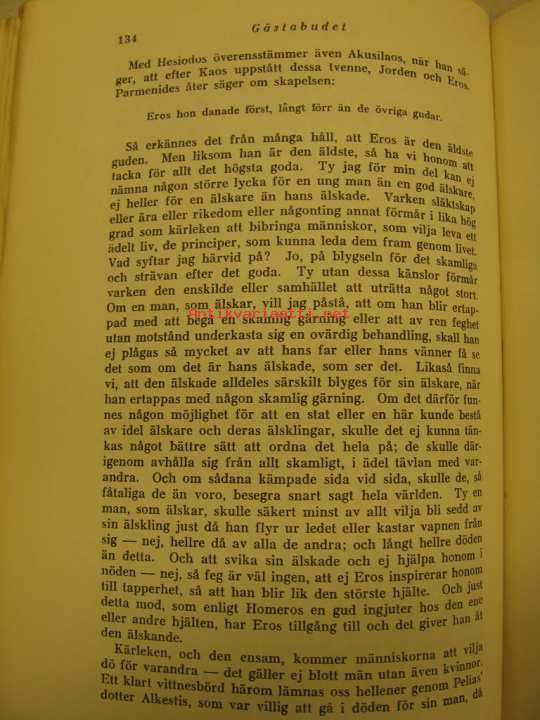 134
Gästabudet
Med Hesiodos överensstämmer även Akusilaos, när han sä-
ger, att efter Kaos uppstått dessa tvenne, Jorden och Eros.
Parmenides åter säger om skapelsen:
Eros hon danade först, långt förr än de övriga gudar.
Så erkännes det från många håll, att Eros är den äldste
guden. Men liksom han är den äldste, så ha vi honom att
tacka för allt det högsta goda. Ty jag för min del kan ej
nämna någon större lycka för en ung man än en god älskare,
ej heller för en älskare än hans älskade. Varken släktskap
eller ära eller rikedom eller någonting annat förmår i lika hög
grad som kärleken att bibringa människor, som vilja leva ett
ädelt liv, de principer, som kunna leda dem fram genom livet.
Vad syftar jag härvid på? Jo, på blygseln för det skamliga
och strävan efter det goda. Ty utan dessa känslor förmår
varken den enskilde eller samhället att uträtta något stort.
Om en man, som älskar, vill jag påstå, att om han blir ertap-
pad med att begå en skamlig gärning eller att av ren feghet
utan motstånd underkasta sig en ovärdig behandling, skall han
ej plågas så mycket av att hans far eller hans vänner få se
det som om det är hans älskade, som ser det. Likaså finna
vi, att den älskade alldeles särskilt blyges för sin älskare, när
han ertappas med någon skamlig gärning. Om det därför fun-
nes någon möjlighet för att en stat eller en här kunde bestå
av idel älskare och deras älsklingar, skulle det ej kunna tän-
kas något bättre sätt att ordna det hela på; de skulle där-
igenom avhålla sig från allt skamligt, i ädel tävlan med var-
andra. Och om sådana kämpade sida vid sida, skulle de, så
fåtaliga de än voro, besegra snart sagt hela världen. Ty en
man, som älskar, skulle säkert minst av allt vilja bli sedd av
sin älskling just då han flyr ur ledet eller kastar vapnen från
sig — nej, hellre då av alla de andra; och långt hellre döden
än detta. Och att svika sin älskade och ej hjälpa honom i
nöden — nej, så feg är väl ingen, att ej Eros inspirerar honom
till tapperhet, så att han blir lik den störste hjälte. Och just
detta mod, som enligt Homeros en gud ingjuter hos den ene
eller andre hjälten, har Eros tillgång till och det giver han åt
den älskande.
Kärleken, och den ensam, kommer människorna att vilja
dö för varandra — det gäller ej blott män utan även kvinnor.
Ett klart vittnesbörd härom lämnas oss hellener genom Pelias'
dotter Alkestis, som var villig att gå i döden för sin man, då